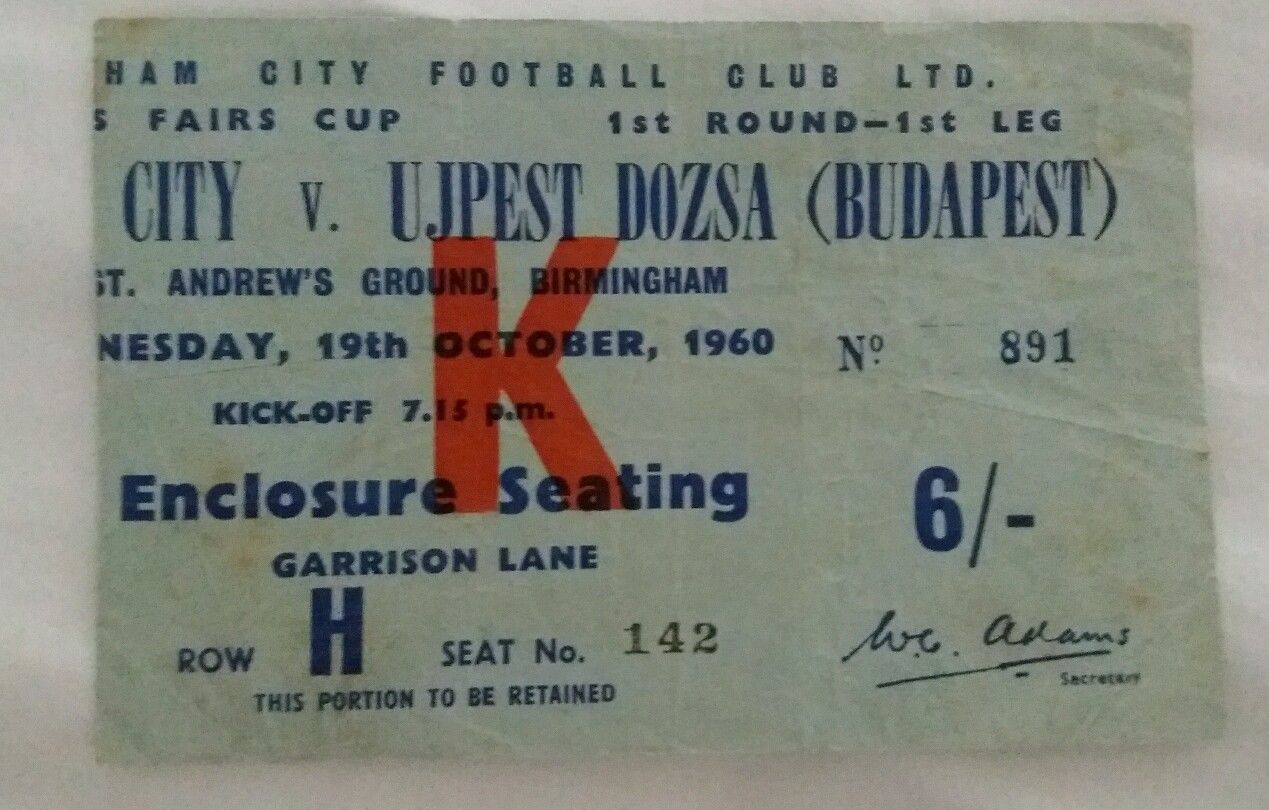 HAM CITY FOOTBALL CLUB LTD.
S FAIRS CUP 1st ROUND—1st LEG
CITY V. UJPEST DOZSA (BUDAPEST)
ST. ANDREW'S GROUND, BIRMINGHAM
NESDAY, 19th OCTOBER, 1960 Nº 891
K
KICK-OFF 7.15 p.m.
Enclosure Seating 6/-
GARRISON LANE
ROW H SEAT No. 142
W.C. Adams
Secretary
THIS PORTION TO BE RETAINED